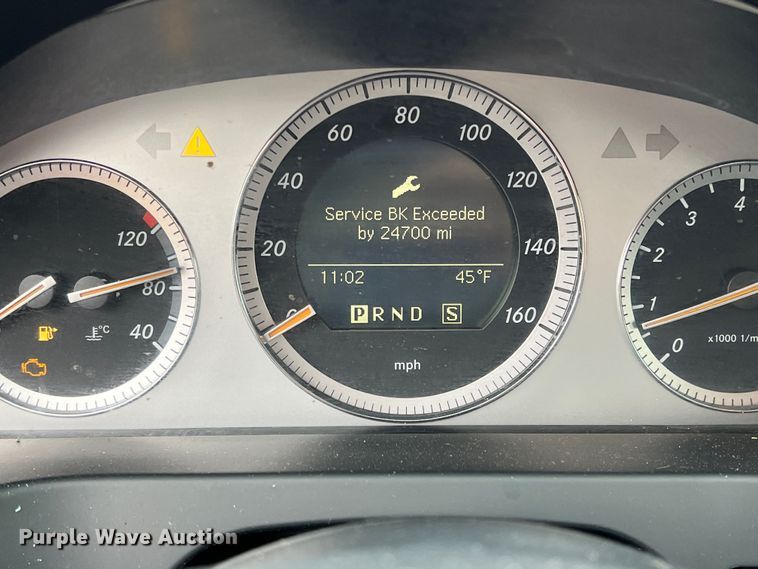 80
60
100
40
120
20
140
0
160
Service BK Exceeded
by 24700 mi
11:02 45°F
P R N D S
mph
120
80
40
°C
4
3
2
1
0
x1000 1/m
Purple Wave Auction